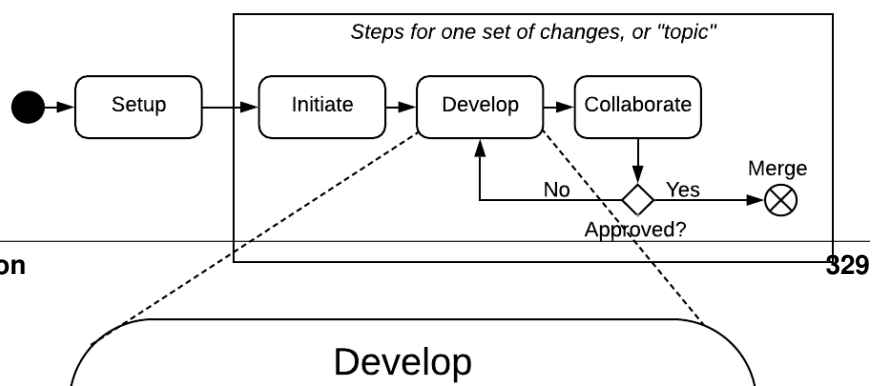 Steps for one set of changes, or "topic"
Setup
Initiate
Develop
Collaborate
Merge
No
Yes
Approved?
on
329
Develop